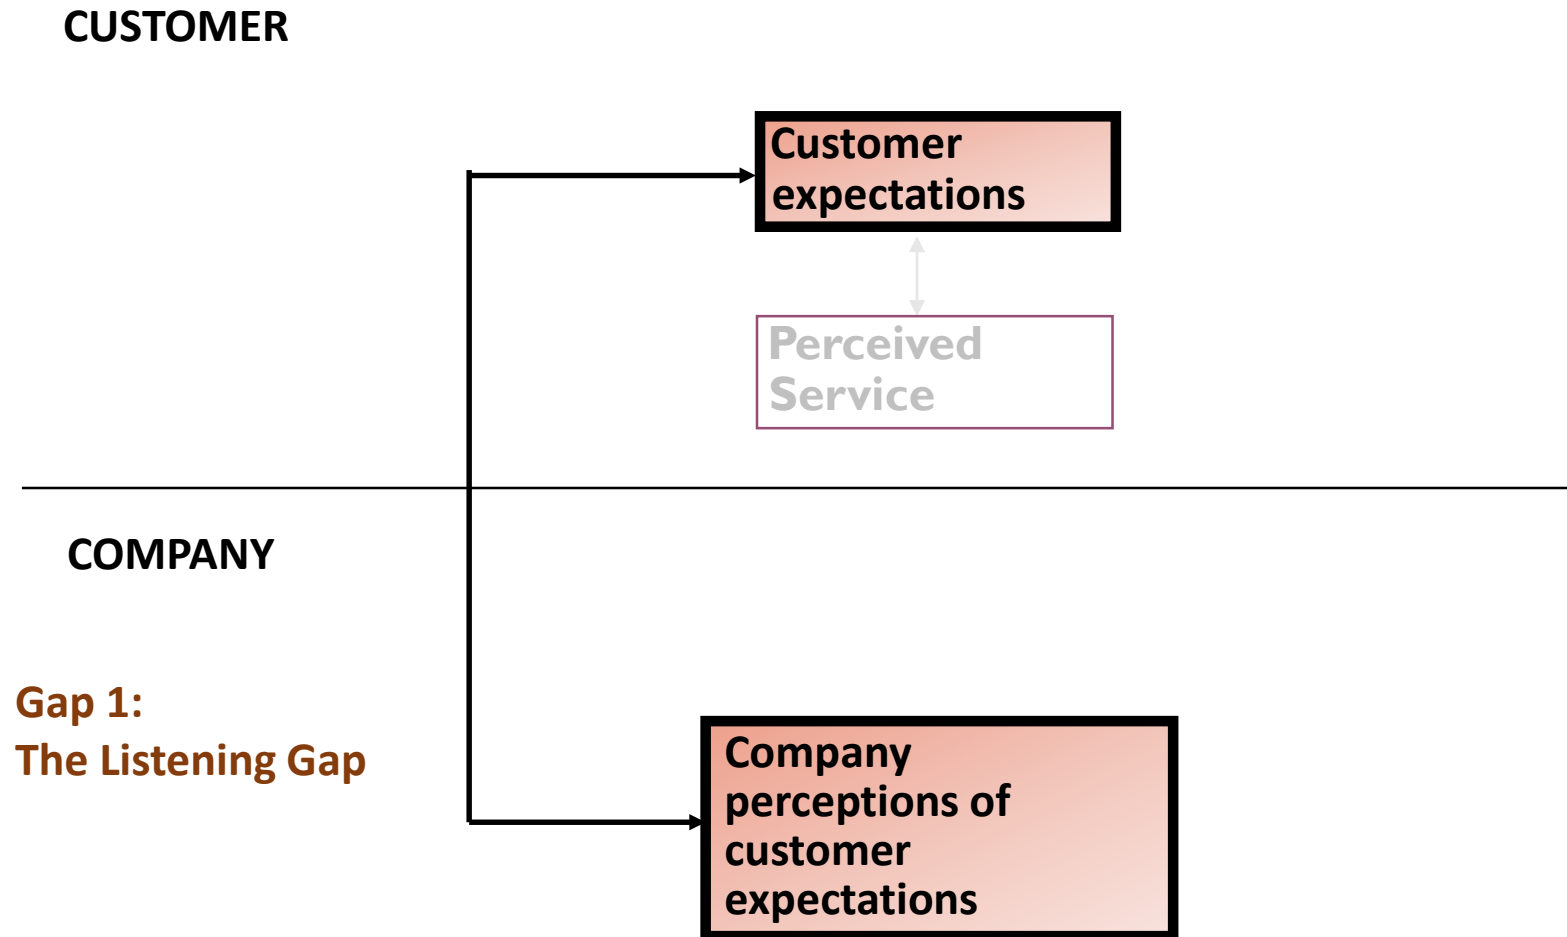 CUSTOMER
Customer
expectations
Perceived
Service
COMPANY
Gap 1:
The Listening Gap
Company
perceptions of
customer
expectations